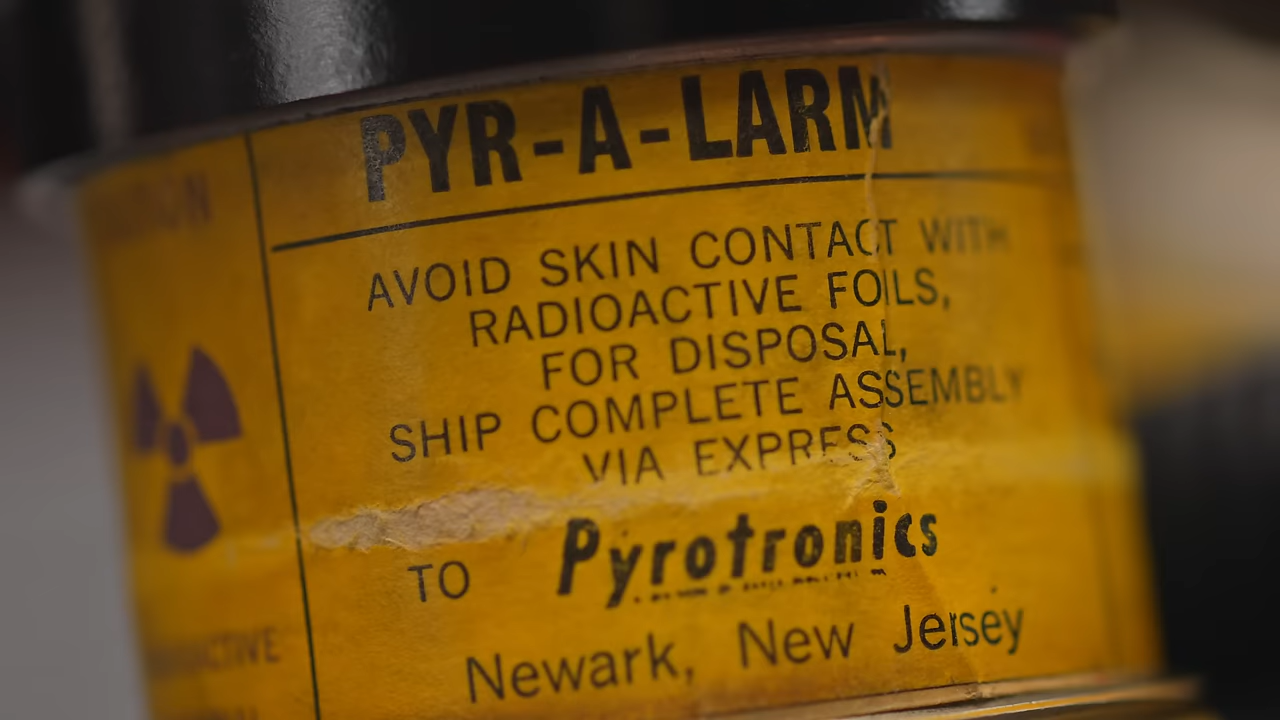 PYR-A-LARM
AVOID SKIN CONTACT WITH
RADIOACTIVE FOILS,
FOR DISPOSAL,
SHIP COMPLETE ASSEMBLY
VIA EXPRESS
TO Pyrotronics
Newark, New Jersey